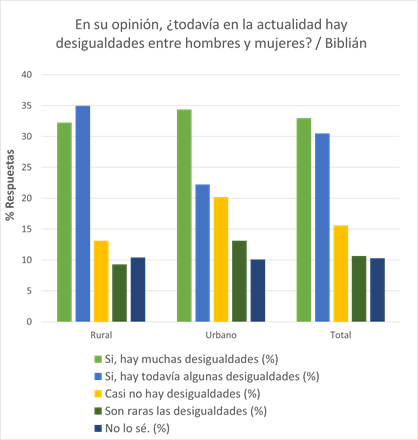 En su opinión, ¿todavía en la actualidad hay
desigualdades entre hombres y mujeres? / Biblián
40
35
30
25
20
15
10
5
0
% Respuestas
Rural Urbano Total
Si, hay muchas desigualdades (%)
Si, hay todavía algunas desigualdades (%)
Casi no hay desigualdades (%)
Son raras las desigualdades (%)
No lo sé. (%)